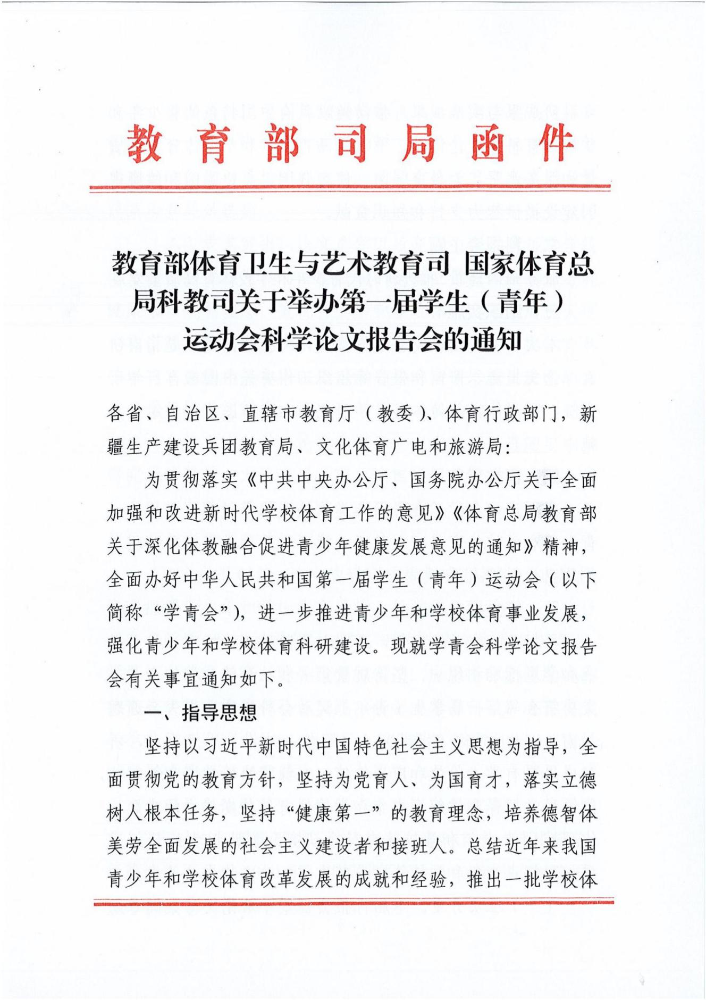 教育部司局函件
教育部体育卫生与艺术教育司 国家体育总
局科教司关于举办第一届学生（青年）
运动会科学论文报告会的通知
各省、自治区、直辖市教育厅（教委）、体育行政部门，新
疆生产建设兵团教育局、文化体育广电和旅游局：
为贯彻落实《中共中央办公厅、国务院办公厅关于全面
加强和改进新时代学校体育工作的意见》《体育总局教育部
关于深化体教融合促进青少年健康发展意见的通知》精神，
全面办好中华人民共和国第一届学生（青年）运动会（以下
简称“学青会”），进一步推进青少年和学校体育事业发展，
强化青少年和学校体育科研建设。现就学青会科学论文报告
会有关事宜通知如下。
一、指导思想
坚持以习近平新时代中国特色社会主义思想为指导，全
面贯彻党的教育方针，坚持为党育人、为国育才，落实立德
树人根本任务，坚持“健康第一”的教育理念，培养德智体
美劳全面发展的社会主义建设者和接班人。总结近年来我国
青少年和学校体育改革发展的成就和经验，推出一批学校体